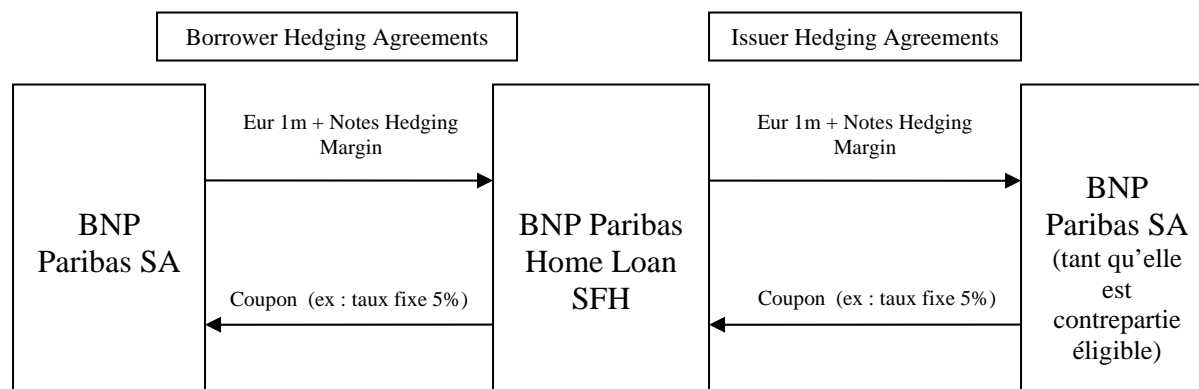 Borrower Hedging Agreements
Issuer Hedging Agreements
Eur 1m + Notes Hedging
Margin
Eur 1m + Notes Hedging
Margin
BNP
Paribas SA
BNP Paribas
Home Loan
SFH
BNP
Paribas SA
(tant qu’elle
est
contrepartie
éligible)
Coupon (ex : taux fixe 5%)
Coupon (ex : taux fixe 5%)